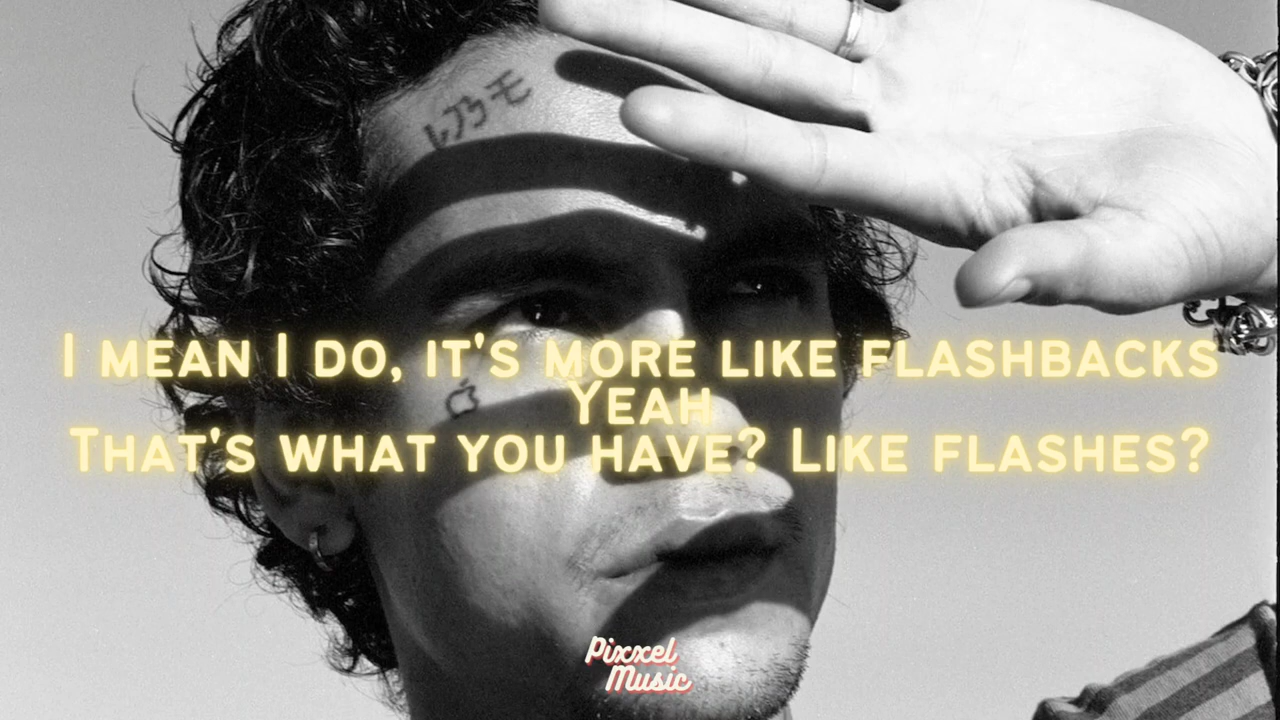 I mean I do, it's more like flashbacks
Yeah
That's what you have? Like flashes?
Pixxel
Music